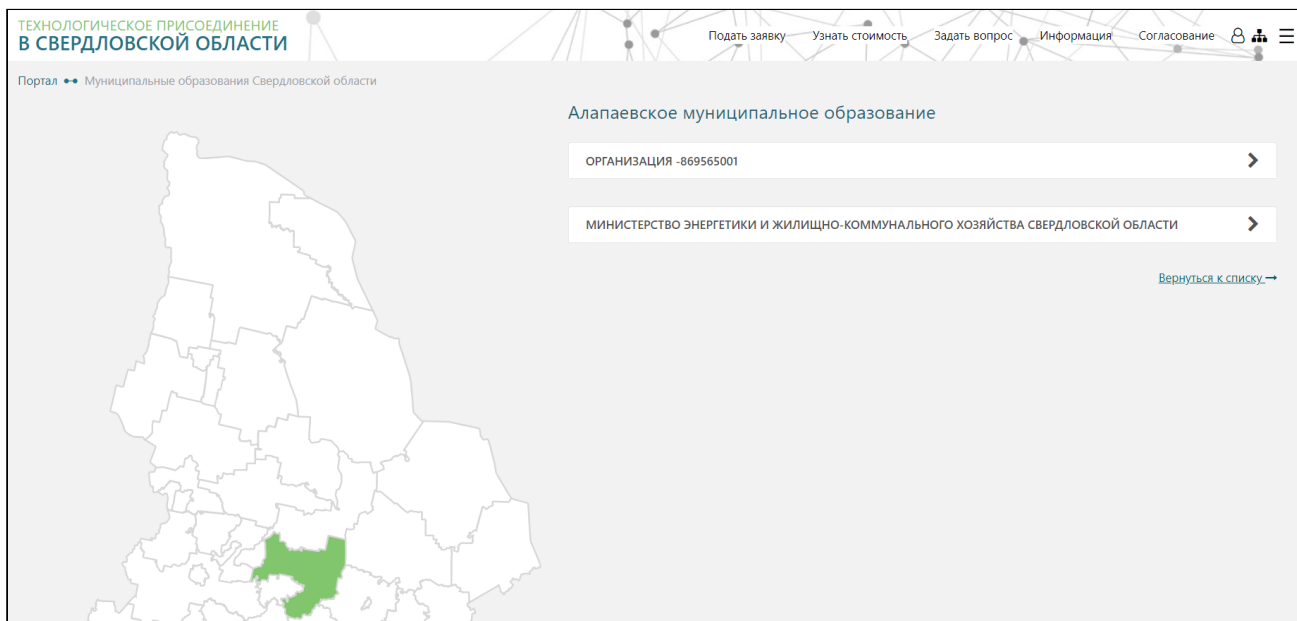 ТЕХНОЛОГИЧЕСКОЕ ПРИСОЕДИНЕНИЕ
В СВЕРДЛОВСКОЙ ОБЛАСТИ
Подать заявку Узнать стоимость Задать вопрос Информация Согласование
Портал Муниципальные образования Свердловской области
Алапаевское муниципальное образование
ОРГАНИЗАЦИЯ -869565001
МИНИСТЕРСТВО ЭНЕРГЕТИКИ И ЖИЛИЩНО-КОММУНАЛЬНОГО ХОЗЯЙСТВА СВЕРДЛОВСКОЙ ОБЛАСТИ
Вернуться к списку